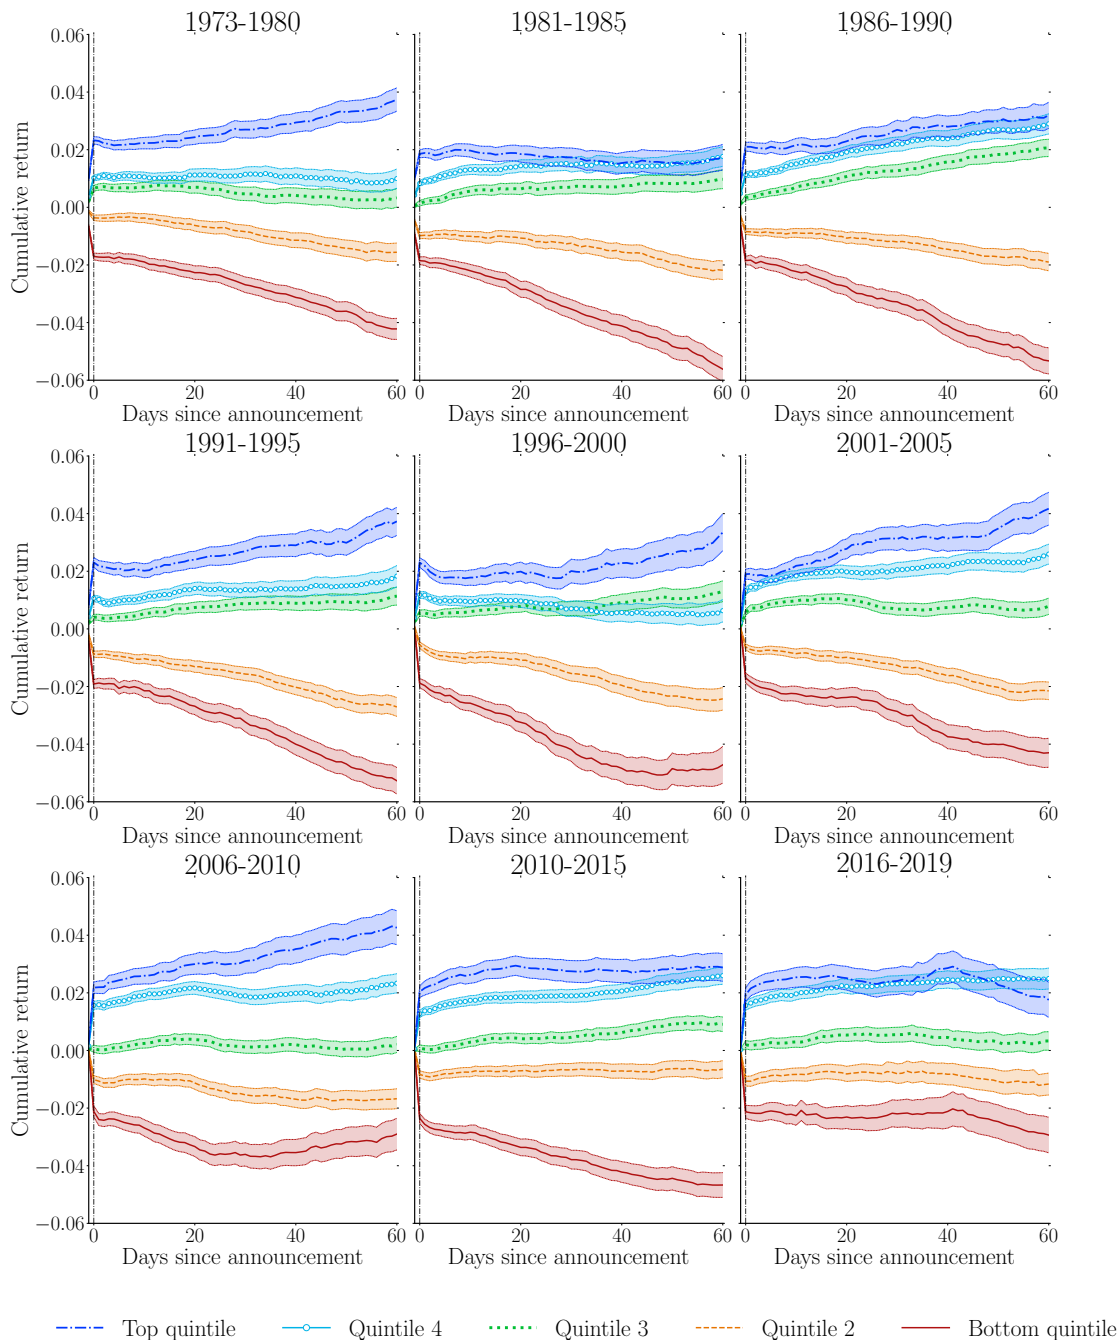 1973-1980 1981-1985 1986-1990
0.06
0.04
0.02
0.00
−0.02
−0.04
−0.06
Cumulative return
0 20 40 60 0 20 40 60 0 20 40 60
Days since announcement Days since announcement Days since announcement
1991-1995 1996-2000 2001-2005
0.06
0.04
0.02
0.00
−0.02
−0.04
−0.06
Cumulative return
0 20 40 60 0 20 40 60 0 20 40 60
Days since announcement Days since announcement Days since announcement
2006-2010 2010-2015 2016-2019
0.06
0.04
0.02
0.00
−0.02
−0.04
−0.06
Cumulative return
0 20 40 60 0 20 40 60 0 20 40 60
Days since announcement Days since announcement Days since announcement
Top quintile Quintile 4 Quintile 3 Quintile 2 Bottom quintile